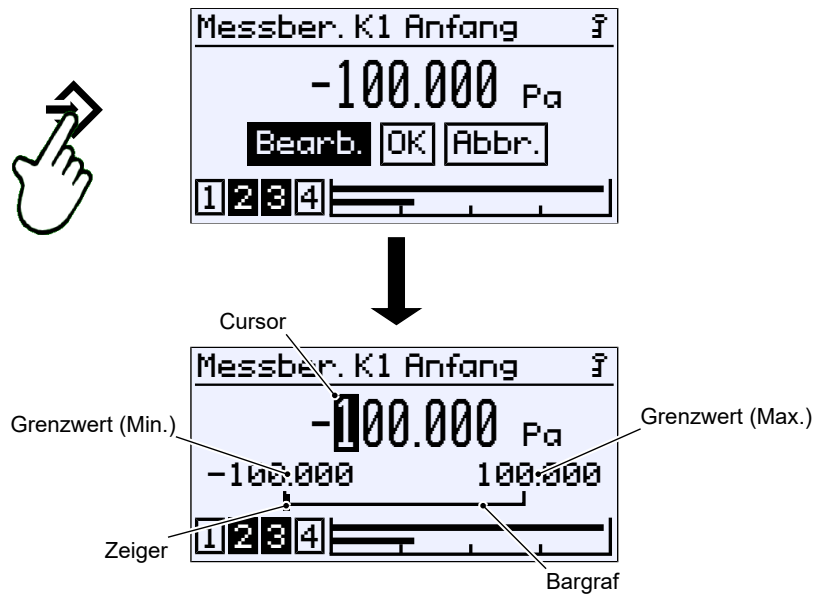 Messber. K1 Anfang
-100.000 Pa
Bearb. OK Abbr.
1 2 3 4
Cursor
Messber. K1 Anfang
Grenzwert (Min.)
-100.000 Pa
Grenzwert (Max.)
-100.000 100.000
1 2 3 4
Zeiger
Bargraf